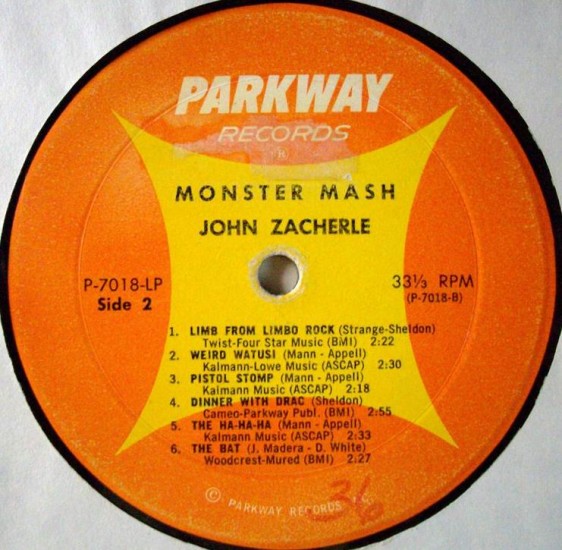 PARKWAY
RECORDS
®
MONSTER MASH
JOHN ZACHERLE
P-7018-LP
Side 2
33⅓ RPM
(P-7018-B)
1. LIMB FROM LIMBO ROCK (Strange-Sheldon)
Twist-Four Star Music (BMI) 2:22
2. WEIRD WATUSI (Mann - Appell)
Kalmann-Lowe Music (ASCAP) 2:30
3. PISTOL STOMP (Mann - Appell)
Kalmann Music (ASCAP) 2:18
4. DINNER WITH DRAC (Sheldon)
Cameo-Parkway Publ. (BMI) 2:55
5. THE HA-HA-HA (Mann - Appell)
Kalmann Music (ASCAP) 2:33
6. THE BAT (J. Madera - D. White)
Woodcrest-Mured (BMI) 2:27
© PARKWAY RECORDS
36